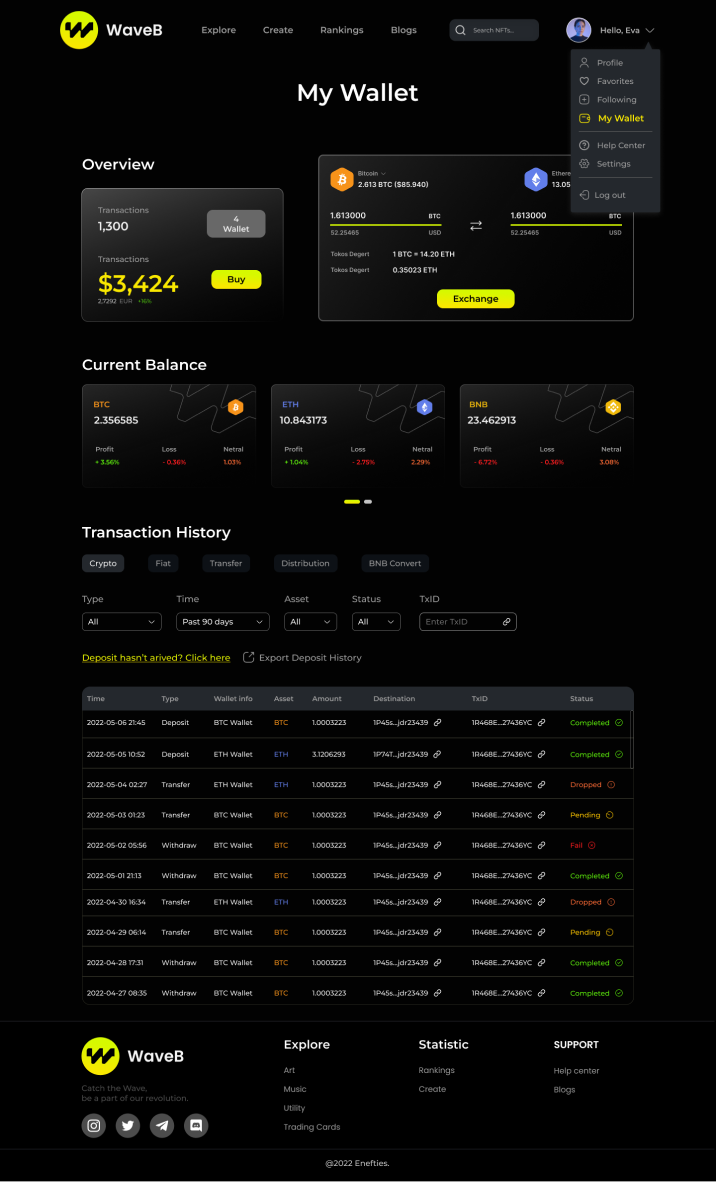 WaveB
Explore Create Rankings Blogs
Search NFTs...
Hello, Eva
Profile
Favorites
Following
My Wallet
Help Center
Settings
Log out
My Wallet
Overview
Transactions
1,300
4
Wallet
Transactions
$3,424
2,7292 EUR +16%
Buy
Bitcoin
2.613 BTC ($85.940)
1.613000 BTC
52.25465 USD
1.613000 BTC
52.25465 USD
Tokos Degert 1 BTC = 14.20 ETH
Tokos Degert 0.35023 ETH
Exchange
Current Balance
BTC
2.356585
Profit Loss Netral
+ 3.56% - 0.36% 1.03%
ETH
10.843173
Profit Loss Netral
+ 1.04% - 2.75% 2.29%
BNB
23.462913
Profit Loss Netral
- 6.72% - 0.36% 3.08%
Transaction History
Crypto Fiat Transfer Distribution BNB Convert
Type Time Asset Status TxID
All Past 90 days All All Enter TxID
Deposit hasn't arived? Click here Export Deposit History
Time Type Wallet info Asset Amount Destination TxID Status
2022-05-06 21:45 Deposit BTC Wallet BTC 1.0003223 1P45s...jdr23439 1R468E...27436YC Completed
2022-05-05 10:52 Deposit ETH Wallet ETH 3.1206293 1P74T...jdr23439 1R468E...27436YC Completed
2022-05-04 02:27 Transfer ETH Wallet ETH 1.0003223 1P45s...jdr23439 1R468E...27436YC Dropped
2022-05-03 01:23 Transfer BTC Wallet BTC 1.0003223 1P45s...jdr23439 1R468E...27436YC Pending
2022-05-02 05:56 Withdraw BTC Wallet BTC 1.0003223 1P45s...jdr23439 1R468E...27436YC Fail
2022-05-01 21:13 Withdraw BTC Wallet BTC 1.0003223 1P45s...jdr23439 1R468E...27436YC Completed
2022-04-30 16:34 Transfer ETH Wallet ETH 1.0003223 1P45s...jdr23439 1R468E...27436YC Dropped
2022-04-29 06:14 Transfer BTC Wallet BTC 1.0003223 1P45s...jdr23439 1R468E...27436YC Pending
2022-04-28 17:31 Withdraw BTC Wallet BTC 1.0003223 1P45s...jdr23439 1R468E...27436YC Completed
2022-04-27 08:35 Withdraw BTC Wallet BTC 1.0003223 1P45s...jdr23439 1R468E...27436YC Completed
WaveB
Catch the Wave,
be a part of our revolution.
Explore
Art
Music
Utility
Trading Cards
Statistic
Rankings
Create
SUPPORT
Help center
Blogs
@2022 Enefties.